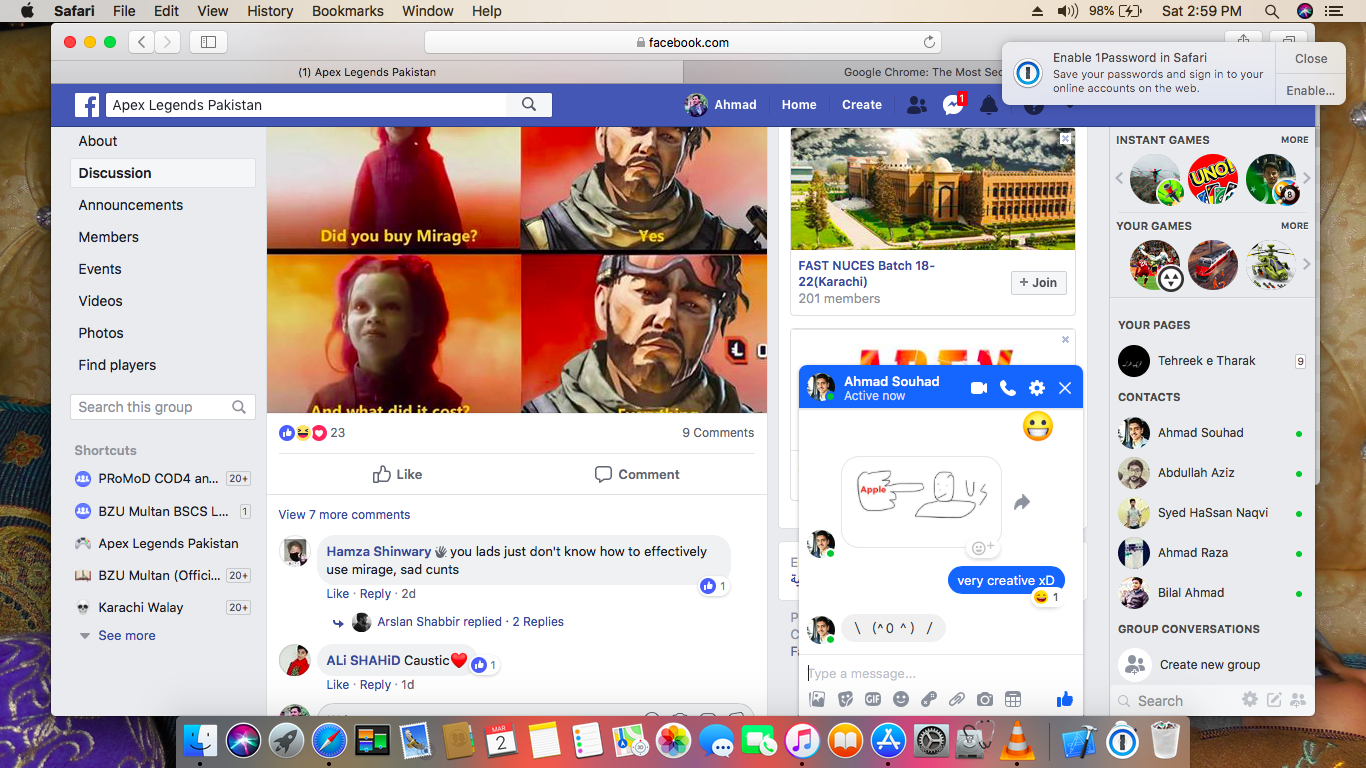 Safari File Edit View History Bookmarks Window Help
98% Sat 2:59 PM
facebook.com
(1) Apex Legends Pakistan
Google Chrome: The Most Sec
Enable 1Password in Safari
Save your passwords and sign in to your
online accounts on the web.
Close
Enable...
Apex Legends Pakistan
Ahmad Home Create
1
About
Discussion
Announcements
Members
Events
Videos
Photos
Find players
Search this group
Shortcuts
PRoMoD COD4 an... 20+
BZU Multan BSCS L... 1
Apex Legends Pakistan
BZU Multan (Offici... 20+
Karachi Walay 20+
See more
Did you buy Mirage?
Yes
And what did it cost?
Everything
23
9 Comments
Like
Comment
View 7 more comments
Hamza Shinwary 👋 you lads just don't know how to effectively
use mirage, sad cunts
1
Like · Reply · 2d
Arslan Shabbir replied · 2 Replies
ALi SHAHiD Caustic❤️
1
Like · Reply · 1d
FAST NUCES Batch 18-
22(Karachi)
201 members
+ Join
Ahmad Souhad
Active now
😀
Apple
US
very creative xD
😆 1
\ (^O^) /
Type a message...
GIF
INSTANT GAMES MORE
UNO!
8
YOUR GAMES MORE
YOUR PAGES
Tehreek e Tharak 9
CONTACTS
Ahmad Souhad
Abdullah Aziz
Syed HaSsan Naqvi
Ahmad Raza
Bilal Ahmad
GROUP CONVERSATIONS
Create new group
Search
MAR
2
3D